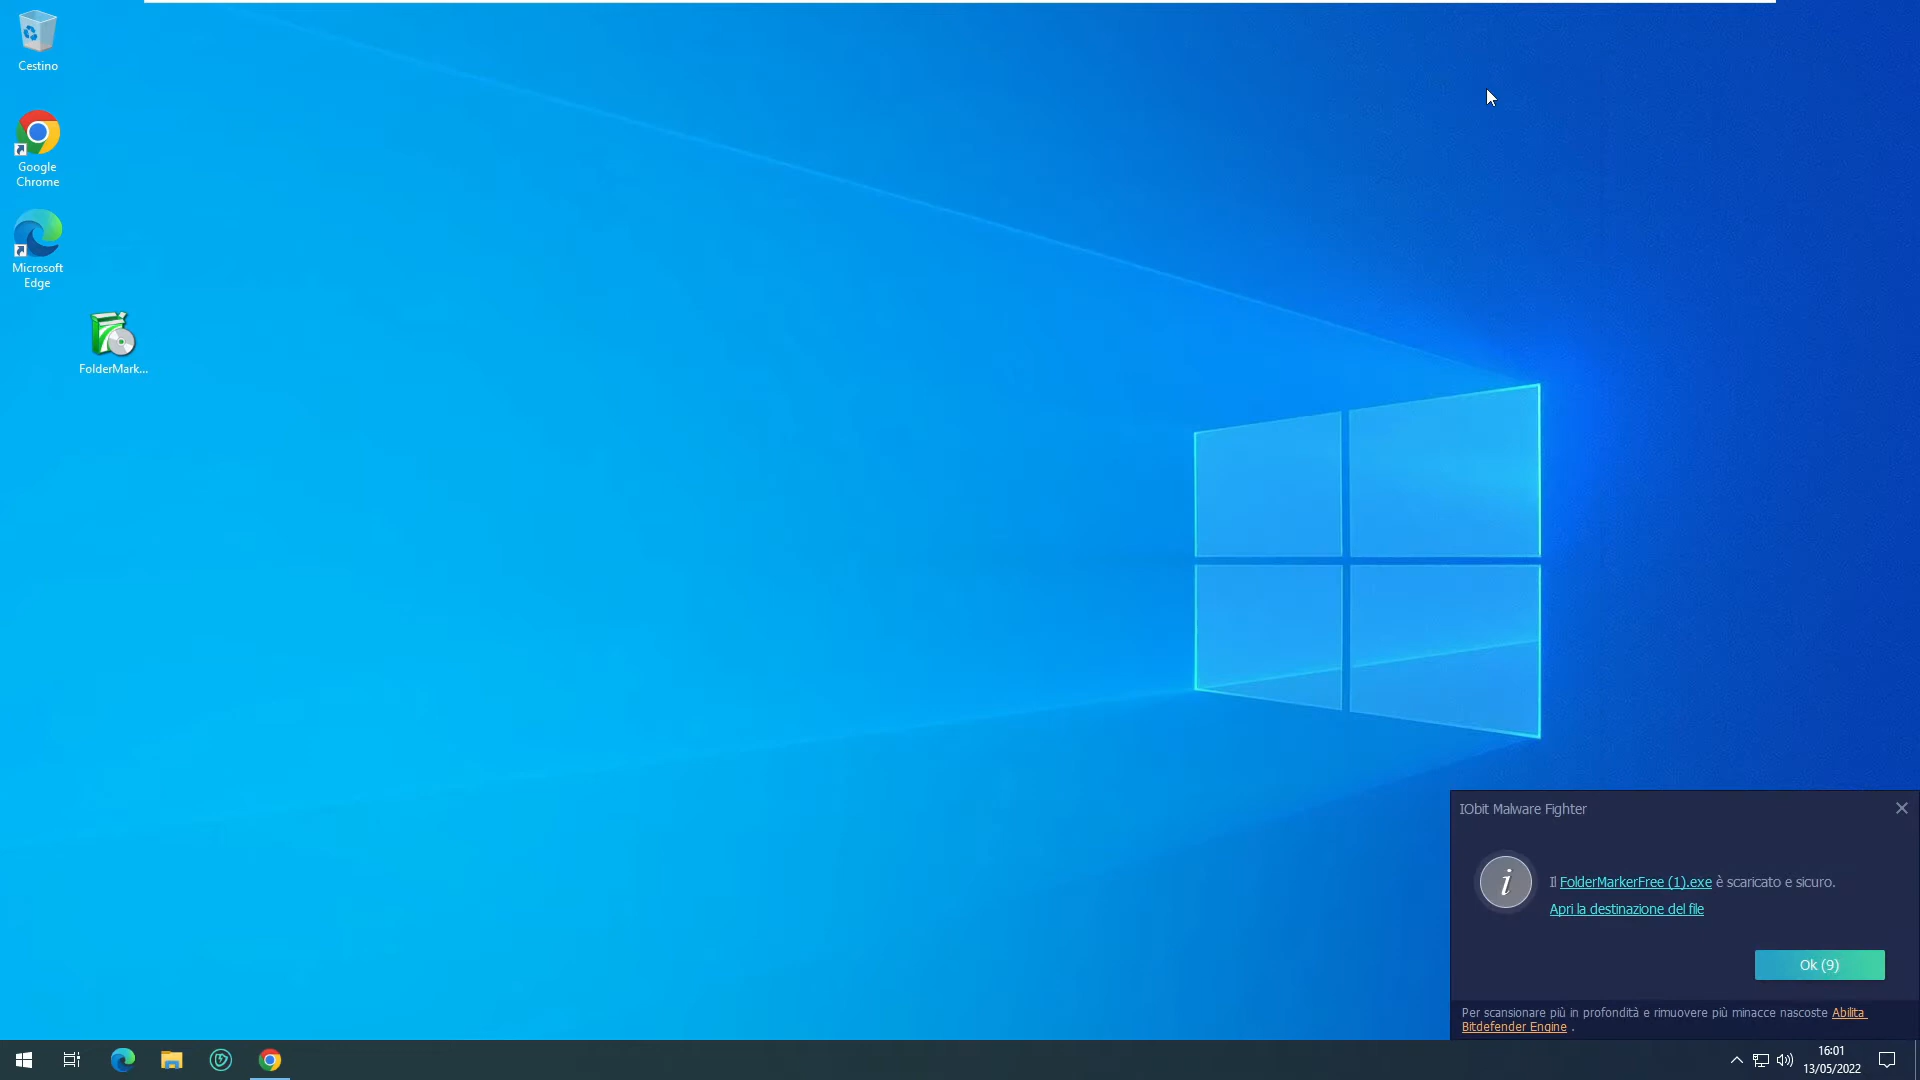 Cestino
Google
Chrome
Microsoft
Edge
FolderMark...
IObit Malware Fighter
Il FolderMarkerFree (1).exe è scaricato e sicuro.
Apri la destinazione del file
Ok (9)
Per scansionare più in profondità e rimuovere più minacce nascoste Abilita
Bitdefender Engine .
16:01
13/05/2022